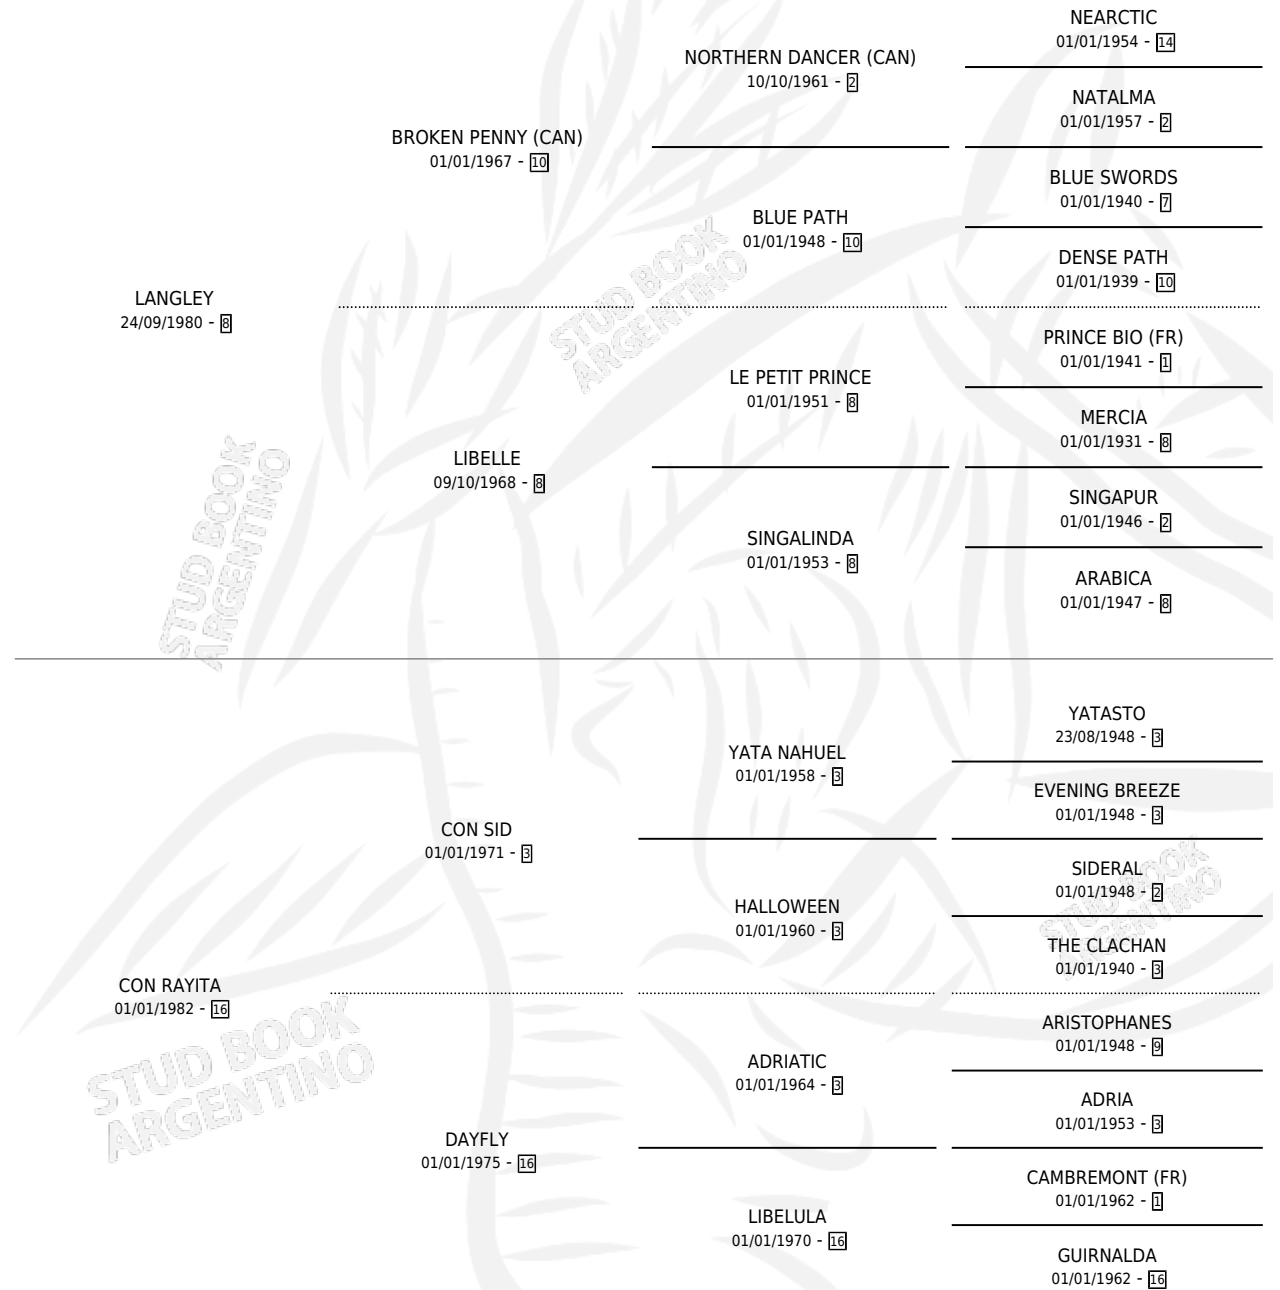 NEARCTIC
01/01/1954 - 14
NORTHERN DANCER (CAN)
10/10/1961 - 2
NATALMA
01/01/1957 - 2
BROKEN PENNY (CAN)
01/01/1967 - 10
BLUE SWORDS
01/01/1940 - 7
BLUE PATH
01/01/1948 - 10
DENSE PATH
01/01/1939 - 10
LANGLEY
24/09/1980 - 8
PRINCE BIO (FR)
01/01/1941 - 1
LE PETIT PRINCE
01/01/1951 - 8
MERCIA
01/01/1931 - 8
LIBELLE
09/10/1968 - 8
SINGAPUR
01/01/1946 - 2
SINGALINDA
01/01/1953 - 8
ARABICA
01/01/1947 - 8
STUD BOOK
ARGENTINO
STUD BOOK
ARGENTINO
YATASTO
23/08/1948 - 3
YATA NAHUEL
01/01/1958 - 3
EVENING BREEZE
01/01/1948 - 3
CON SID
01/01/1971 - 3
SIDERAL
01/01/1948 - 2
HALLOWEEN
01/01/1960 - 3
THE CLACHAN
01/01/1940 - 3
CON RAYITA
01/01/1982 - 16
ARISTOPHANES
01/01/1948 - 9
ADRIATIC
01/01/1964 - 3
ADRIA
01/01/1953 - 3
DAYFLY
01/01/1975 - 16
CAMBREMONT (FR)
01/01/1962 - 1
LIBELULA
01/01/1970 - 16
GUIRNALDA
01/01/1962 - 16
STUD BOOK
ARGENTINO
STUD BOOK
ARGENTINO